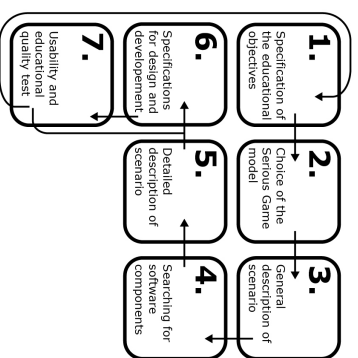 1.
Specification of
the educational
objectives
2.
Choice of the
Serious Game
model
3.
General
description of
scenario
4.
Searching for
software
components
5.
Detailed
description of
scenario
6.
Specifications
for design and
developement
7.
Usability and
educational
quality test